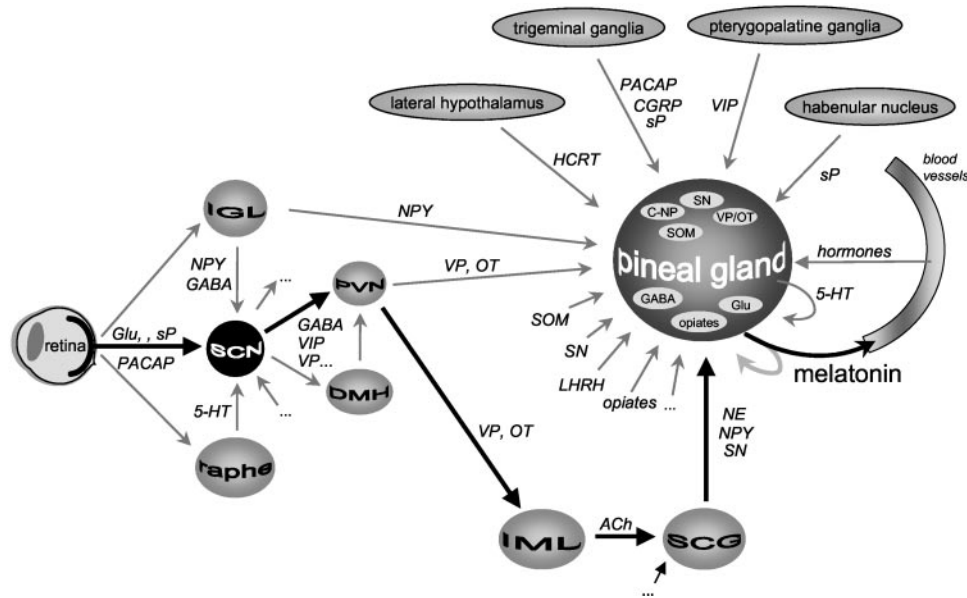 trigeminal ganglia
pterygopalatine ganglia
lateral hypothalamus
PACAP
CGRP
sP
VIP
habenular nucleus
HCRT
sP
blood
vessels
IGL
NPY
SN
C-NP
VP/OT
SOM
pineal gland
hormones
NPY
GABA
...
PVN
VP, OT
5-HT
GABA
Glu
opiates
SOM
retina
Glu, , sP
PACAP
SCN
GABA
VIP
VP...
SN
LHRH
opiates
...
melatonin
DMH
5-HT
...
raphe
VP, OT
NE
NPY
SN
IML
ACh
SCG
...